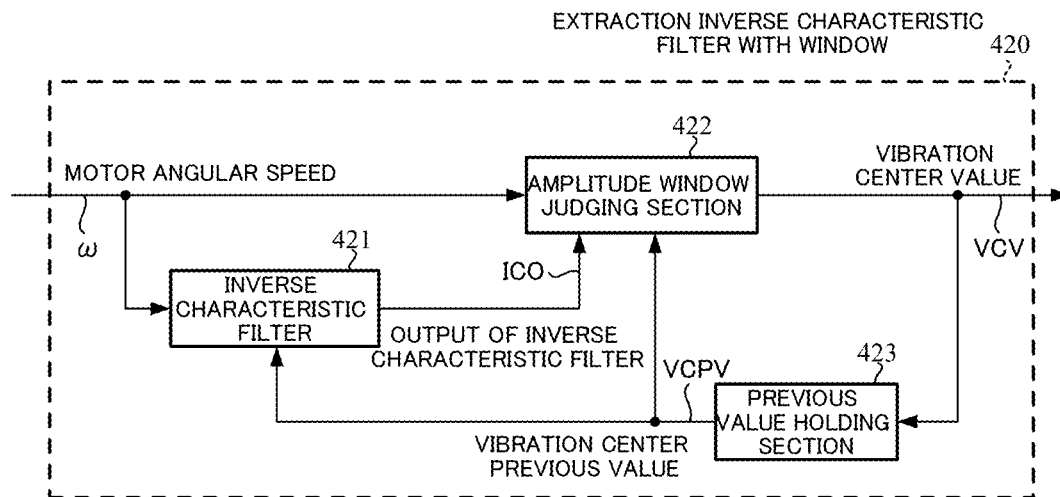 EXTRACTION INVERSE CHARACTERISTIC
FILTER WITH WINDOW
420
422
MOTOR ANGULAR SPEED
AMPLITUDE WINDOW
JUDGING SECTION
VIBRATION
CENTER VALUE
ω
VCV
421
ICO
INVERSE
CHARACTERISTIC
FILTER
OUTPUT OF INVERSE
CHARACTERISTIC FILTER
VCPV
423
PREVIOUS
VALUE HOLDING
SECTION
VIBRATION CENTER
PREVIOUS VALUE